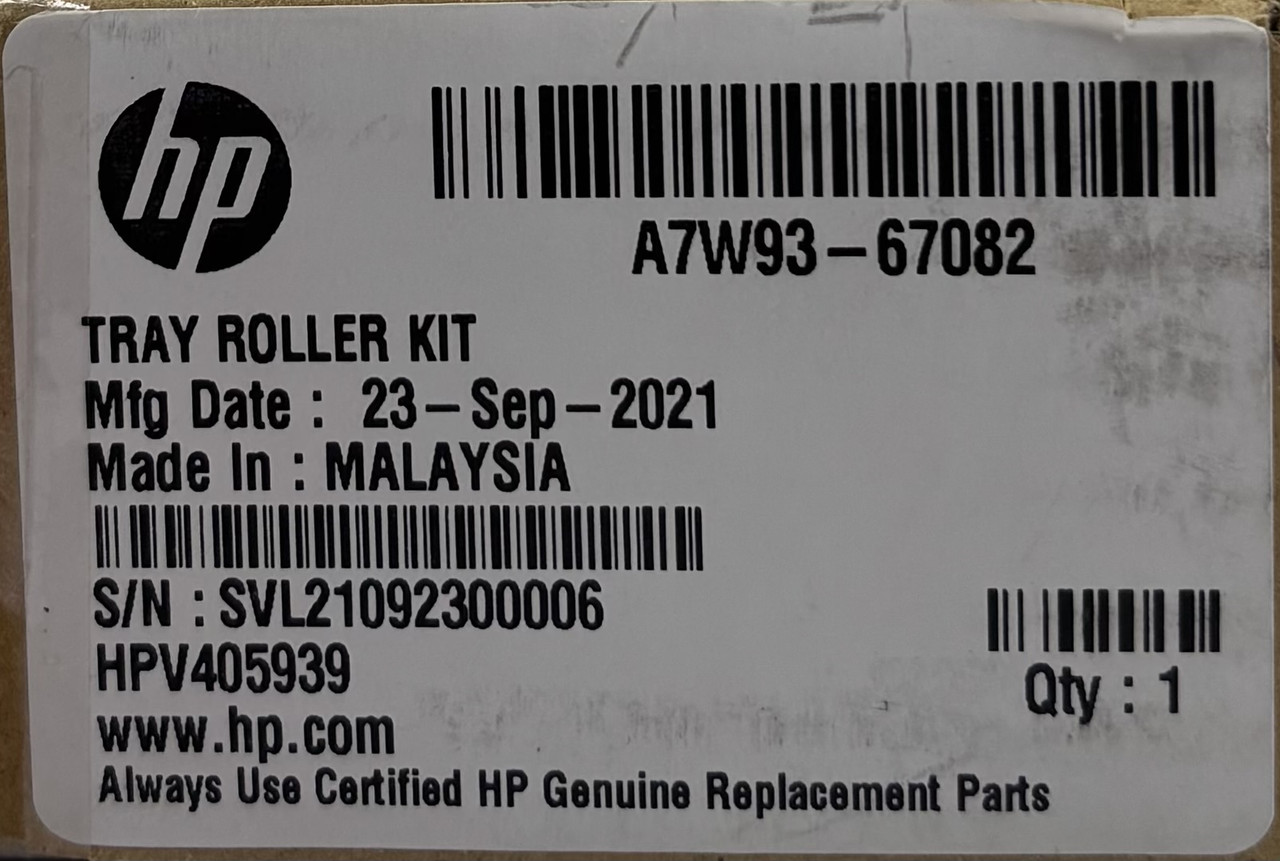 hp
A7W93-67082
TRAY ROLLER KIT
Mfg Date : 23-Sep-2021
Made In : MALAYSIA
S/N : SVL21092300006
HPV405939
Qty : 1
www.hp.com
Always Use Certified HP Genuine Replacement Parts